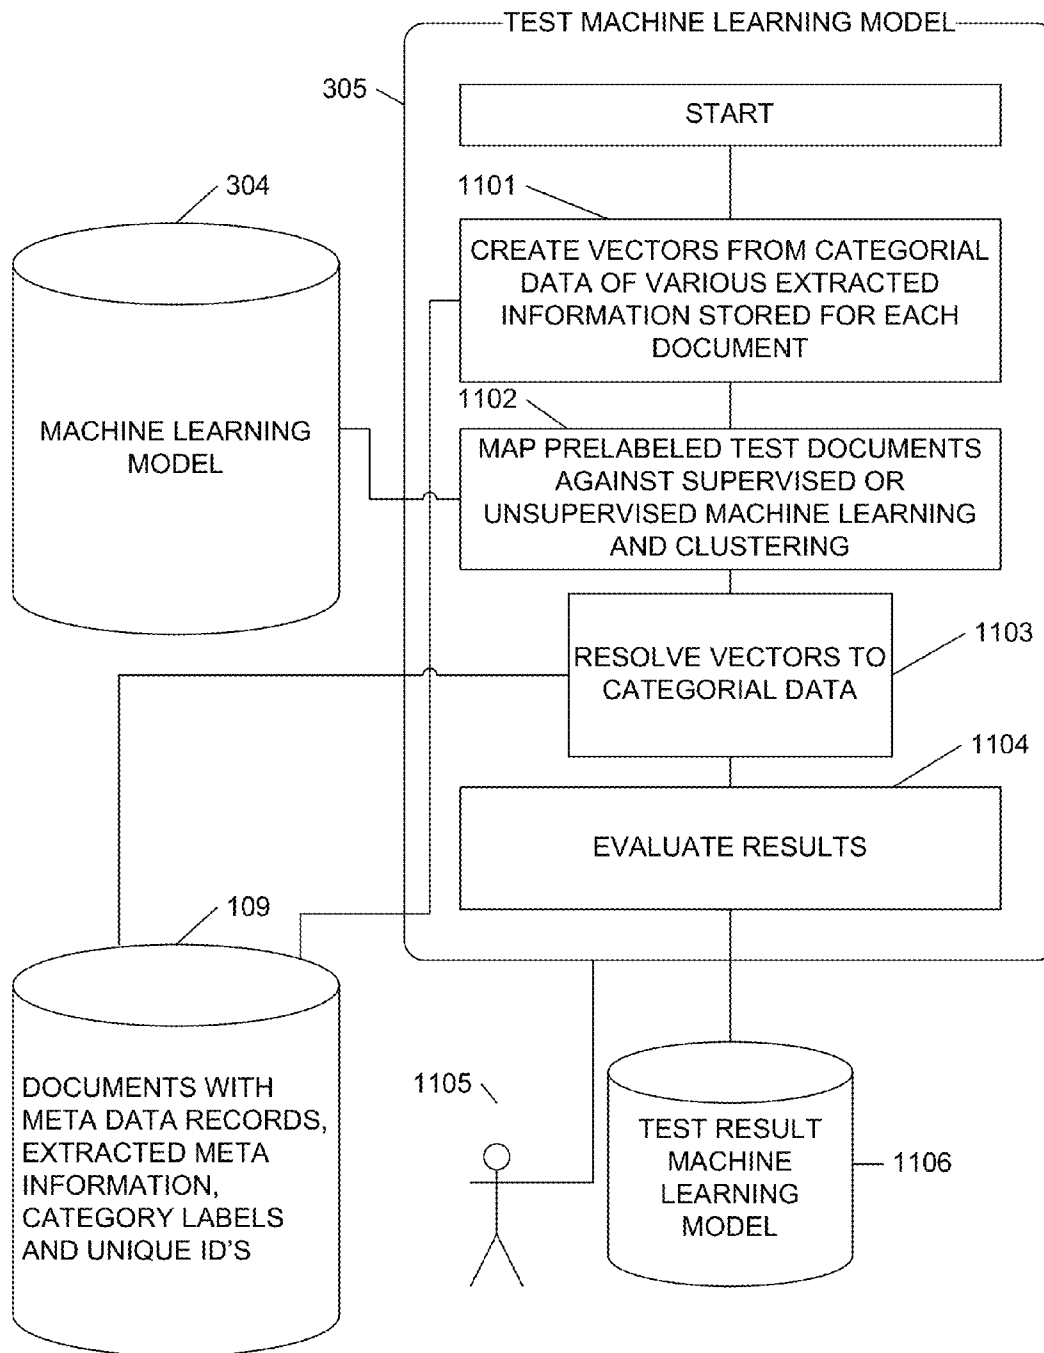 TEST MACHINE LEARNING MODEL
305
START
304
1101
CREATE VECTORS FROM CATEGORIAL
DATA OF VARIOUS EXTRACTED
INFORMATION STORED FOR EACH
DOCUMENT
1102
MACHINE LEARNING
MODEL
MAP PRELABELED TEST DOCUMENTS
AGAINST SUPERVISED OR
UNSUPERVISED MACHINE LEARNING
AND CLUSTERING
1103
RESOLVE VECTORS TO
CATEGORIAL DATA
1104
EVALUATE RESULTS
109
DOCUMENTS WITH
META DATA RECORDS,
EXTRACTED META
INFORMATION,
CATEGORY LABELS
AND UNIQUE ID'S
1105
TEST RESULT
MACHINE
LEARNING
MODEL
1106